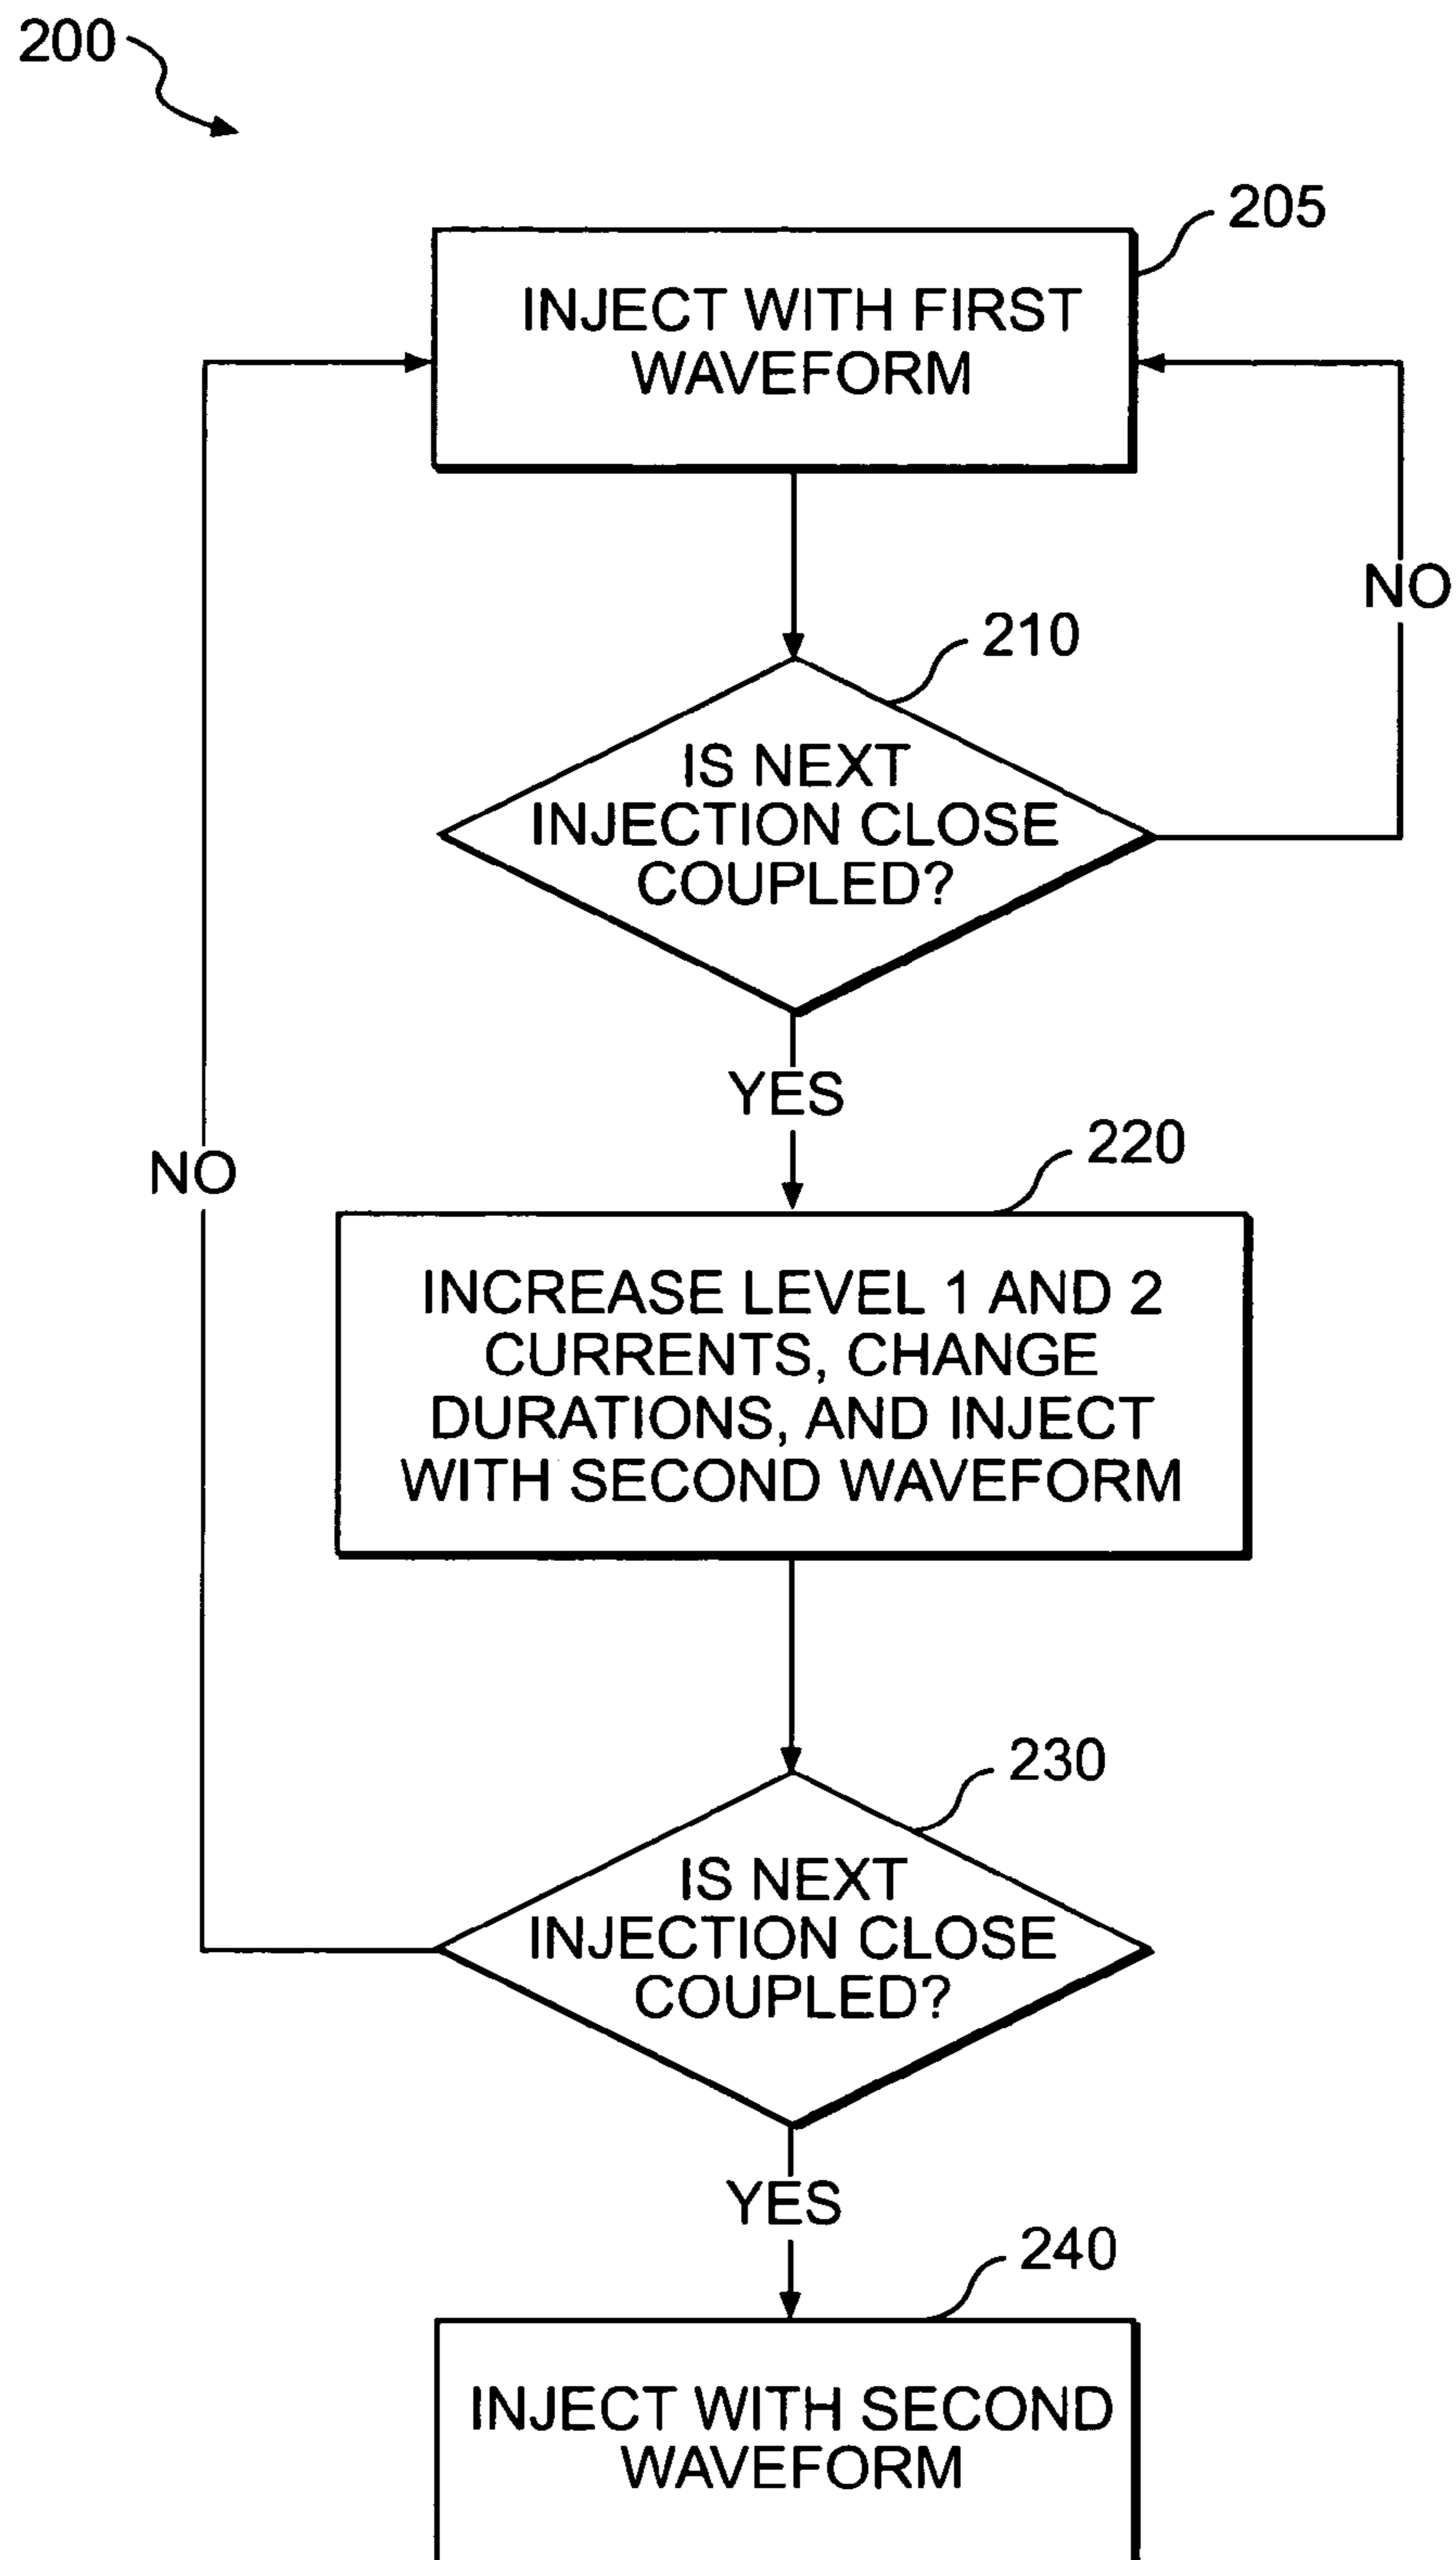 200
205
INJECT WITH FIRST
WAVEFORM
NO
210
IS NEXT
INJECTION CLOSE
COUPLED?
YES
220
NO
INCREASE LEVEL 1 AND 2
CURRENTS, CHANGE
DURATIONS, AND INJECT
WITH SECOND WAVEFORM
230
IS NEXT
INJECTION CLOSE
COUPLED?
YES
240
INJECT WITH SECOND
WAVEFORM